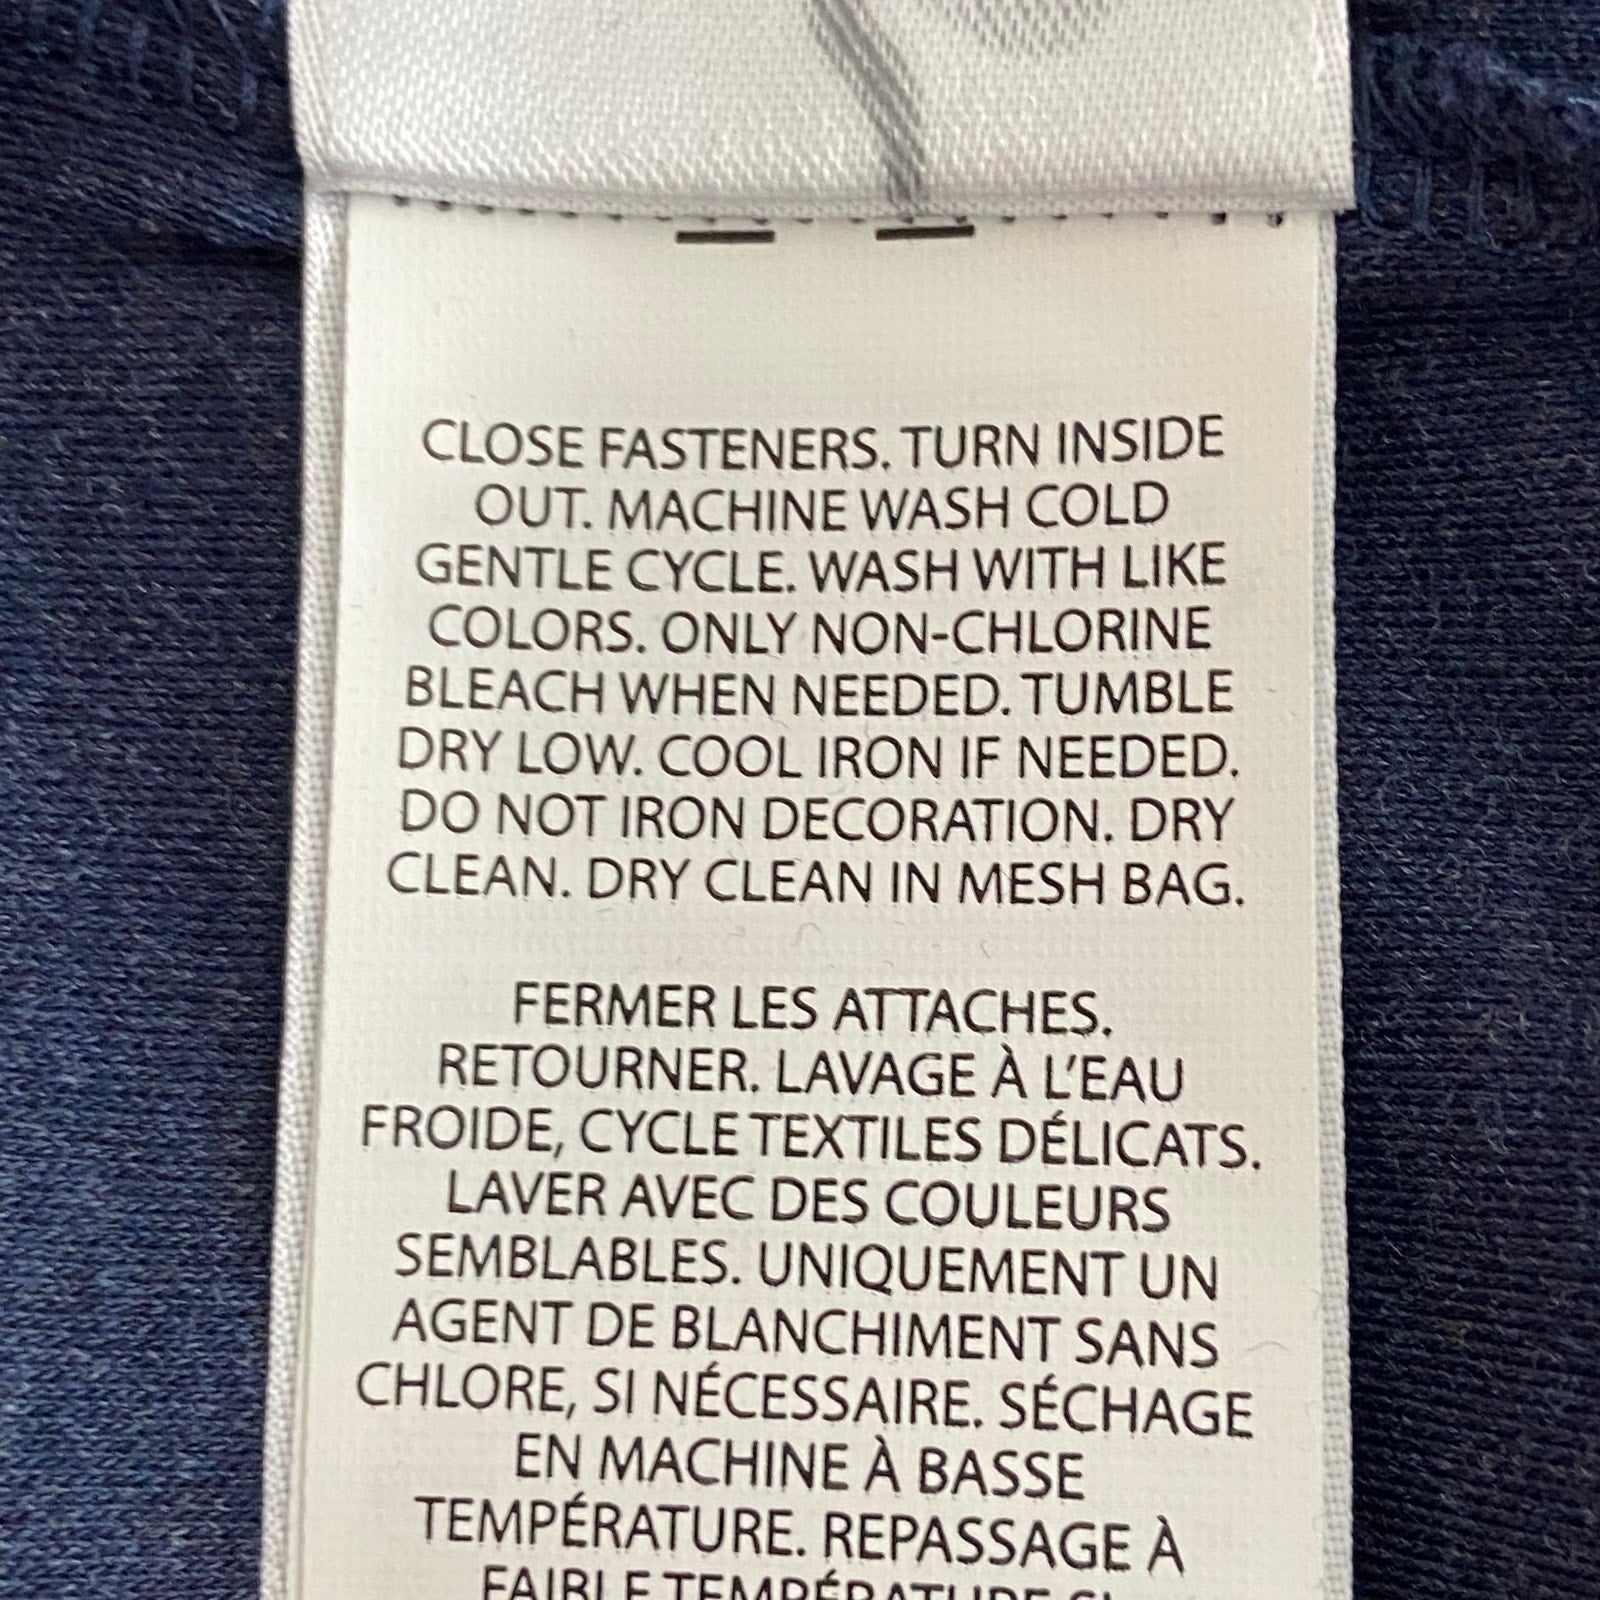 CLOSE FASTENERS. TURN INSIDE
OUT. MACHINE WASH COLD
GENTLE CYCLE. WASH WITH LIKE
COLORS. ONLY NON-CHLORINE
BLEACH WHEN NEEDED. TUMBLE
DRY LOW. COOL IRON IF NEEDED.
DO NOT IRON DECORATION. DRY
CLEAN. DRY CLEAN IN MESH BAG.
FERMER LES ATTACHES.
RETOURNER. LAVAGE À L'EAU
FROIDE, CYCLE TEXTILES DÉLICATS.
LAVER AVEC DES COULEURS
SEMBLABLES. UNIQUEMENT UN
AGENT DE BLANCHIMENT SANS
CHLORE, SI NÉCESSAIRE. SÉCHAGE
EN MACHINE À BASSE
TEMPÉRATURE. REPASSAGE À
FAIBLE TEMPÉRATURE SI